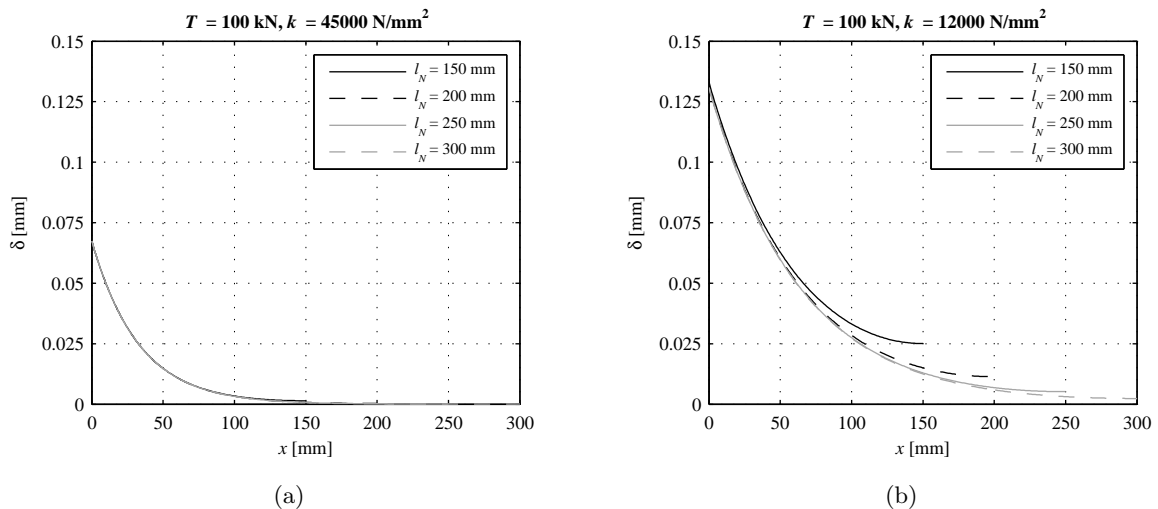 T = 100 kN, k = 45000 N/mm²
0.15
0.125
0.1
0.075
0.05
0.025
0
δ [mm]
0 50 100 150 200 250 300
x [mm]
l_N = 150 mm
l_N = 200 mm
l_N = 250 mm
l_N = 300 mm
(a)
T = 100 kN, k = 12000 N/mm²
0.15
0.125
0.1
0.075
0.05
0.025
0
δ [mm]
0 50 100 150 200 250 300
x [mm]
l_N = 150 mm
l_N = 200 mm
l_N = 250 mm
l_N = 300 mm
(b)